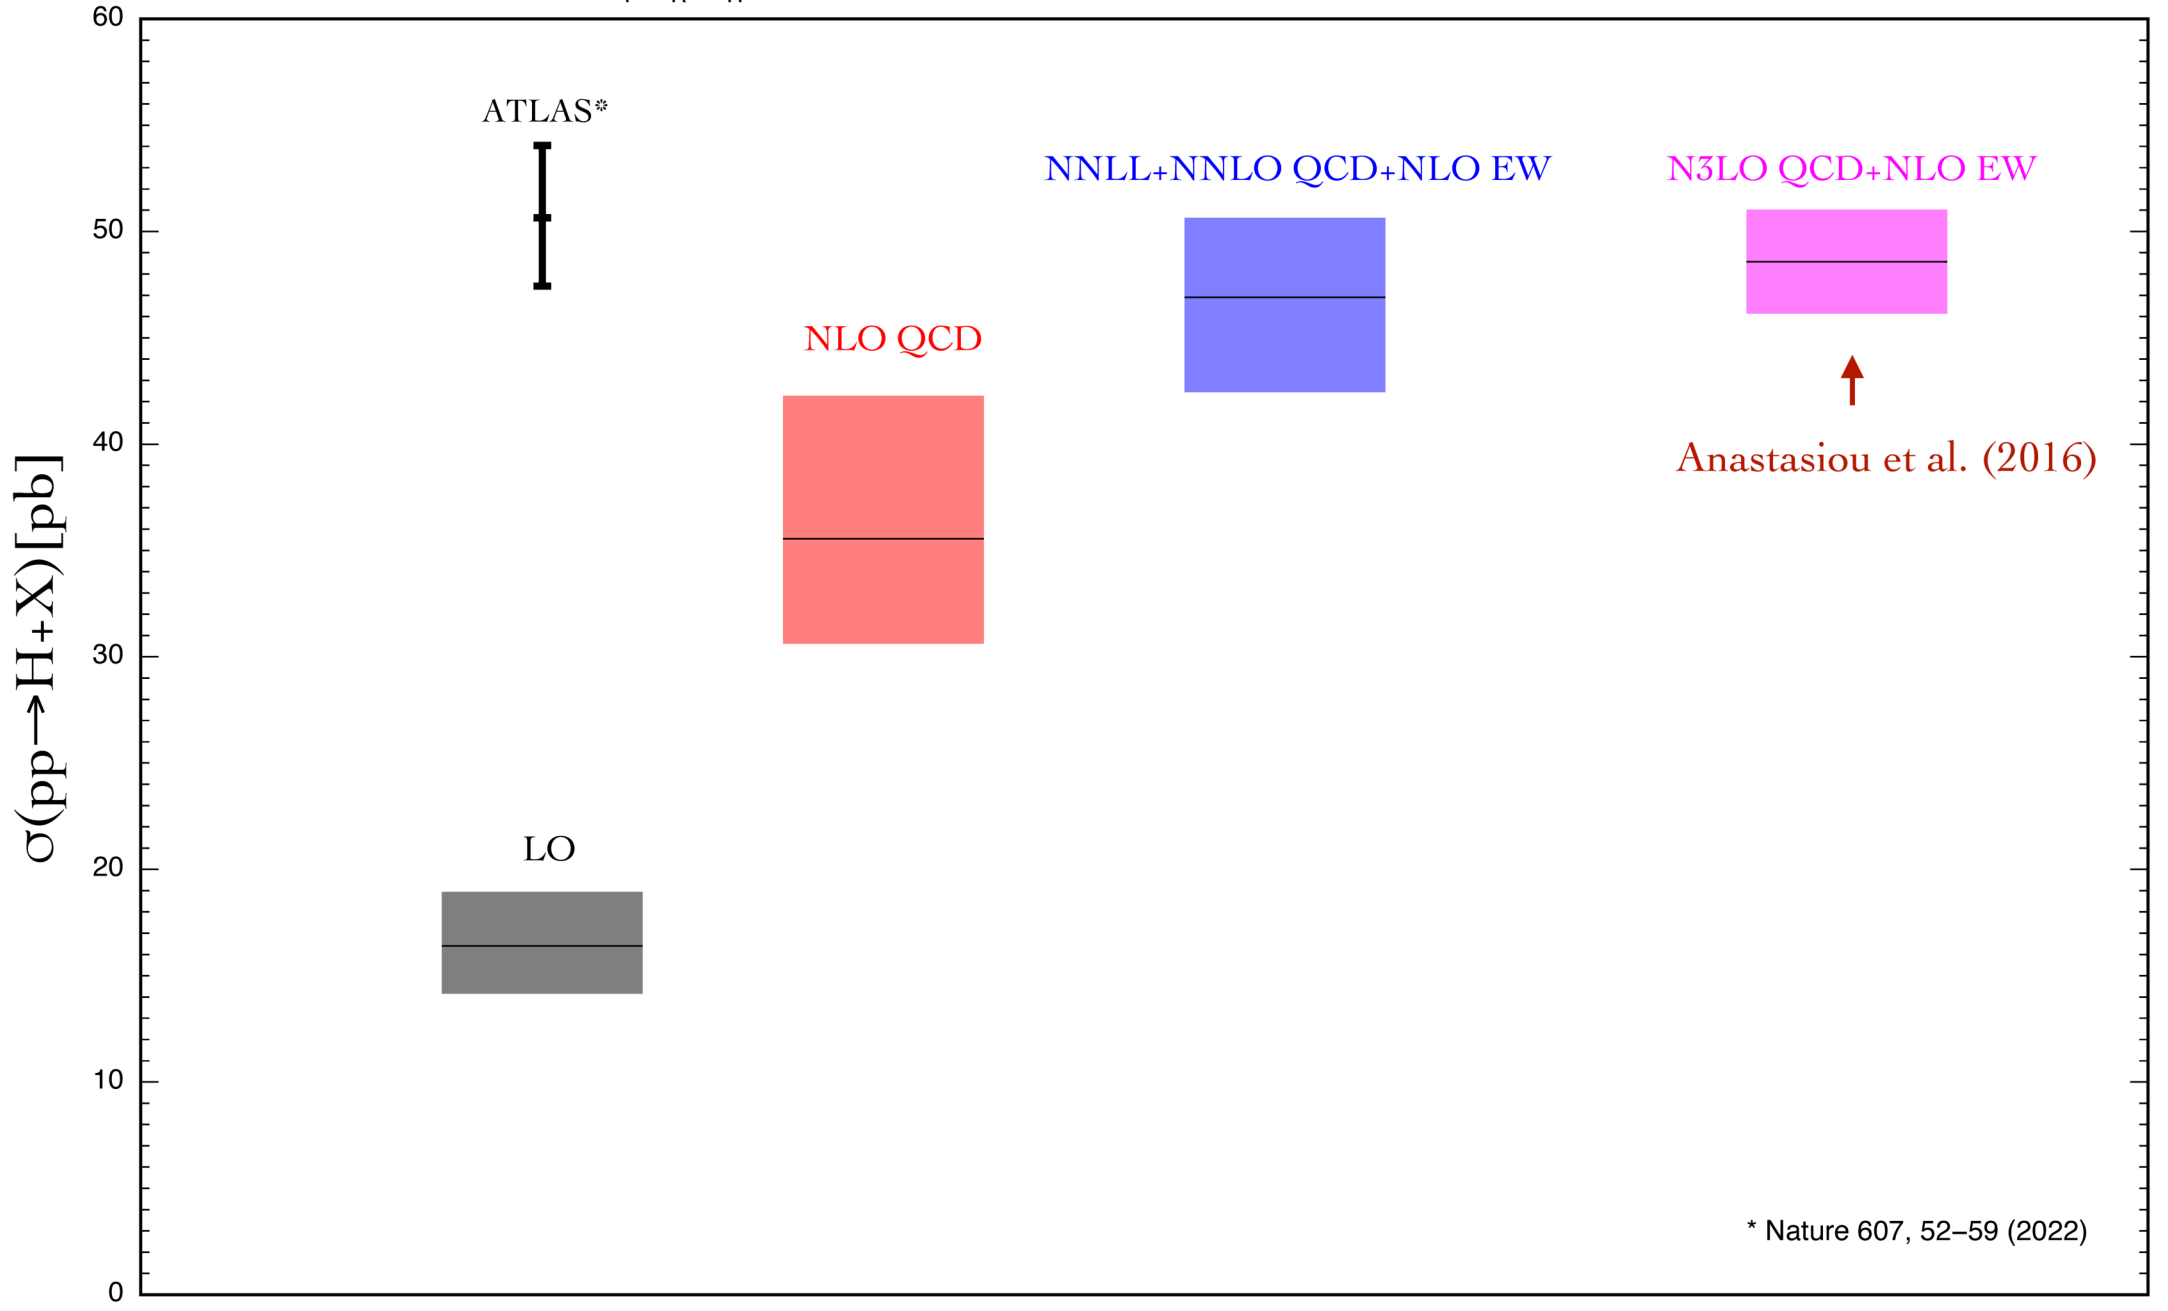 60
50
40
30
20
10
0
σ(pp→H+X)[pb]
ATLAS*
NNLL+NNLO QCD+NLO EW
N3LO QCD+NLO EW
NLO QCD
Anastasiou et al. (2016)
LO
* Nature 607, 52–59 (2022)